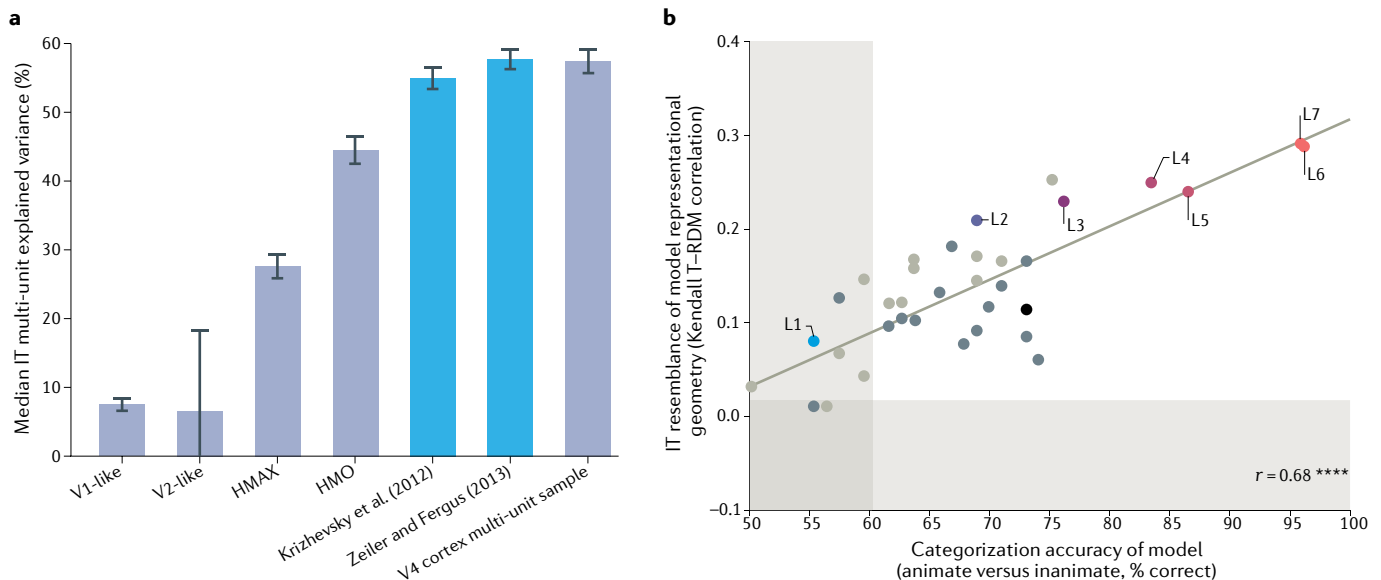 a
Median IT multi-unit explained variance (%)
60
50
40
30
20
10
0
V1-like
V2-like
HMAX
HMO
Krizhevsky et al. (2012)
Zeiler and Fergus (2013)
V4 cortex multi-unit sample
b
IT resemblance of model representational
geometry (Kendall T–RDM correlation)
0.4
0.3
0.2
0.1
0.0
–0.1
L1
L2
L3
L4
L5
L7
L6
r = 0.68 ****
50
55
60
65
70
75
80
85
90
95
100
Categorization accuracy of model
(animate versus inanimate, % correct)